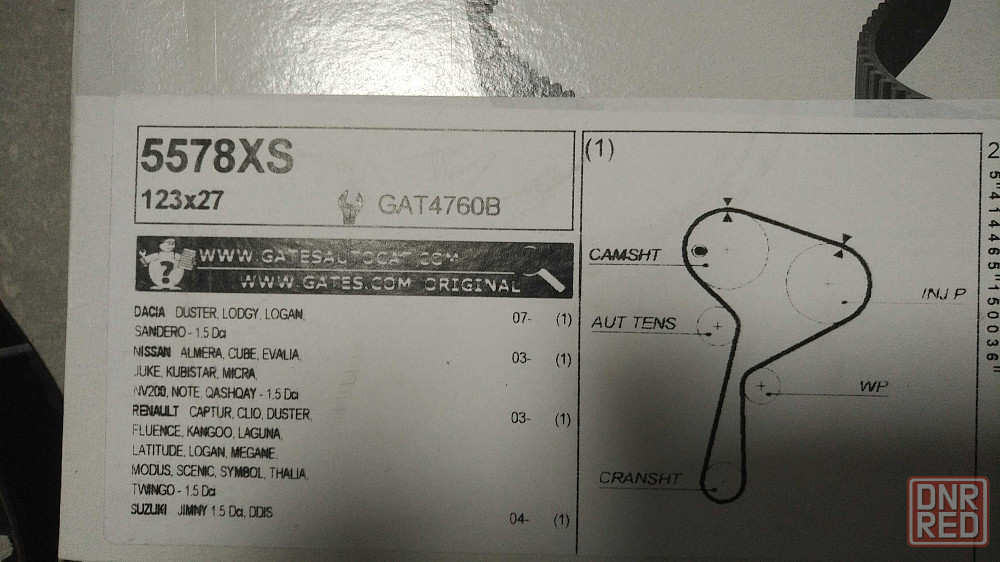 5578XS
123x27
GAT4760B
WWW.GATESAUTOCAT.COM
WWW.GATES.COM ORIGINAL
DACIA DUSTER, LODGY, LOGAN, 07- (1)
SANDERO - 1.5 Dci
NISSAN ALMERA, CUBE, EVALIA, 03- (1)
JUKE, KUBISTAR, MICRA,
NV200, NOTE, QASHQAY - 1.5 Dci
RENAULT CAPTUR, CLIO, DUSTER, 03- (1)
FLUENCE, KANGOO, LAGUNA,
LATITUDE, LOGAN, MEGANE,
MODUS, SCENIC, SYMBOL, THALIA,
TWINGO - 1.5 Dci
SUZUKI JIMNY 1.5 Dci, DDIS 04- (1)
(1)
CAMSHT
INJ P
AUT TENS
WP
CRANSHT
2 "541446511500 36"
DNR
RED